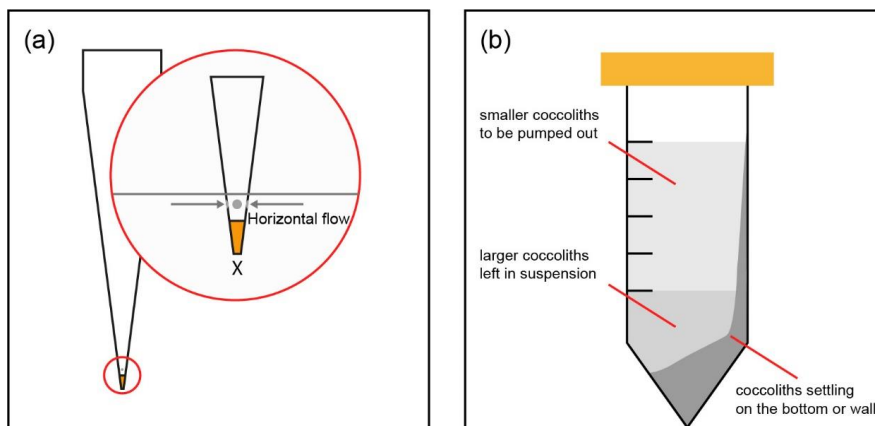 (a)
Horizontal flow
X
(b)
smaller coccoliths
to be pumped out
larger coccoliths
left in suspension
coccoliths settling
on the bottom or wall